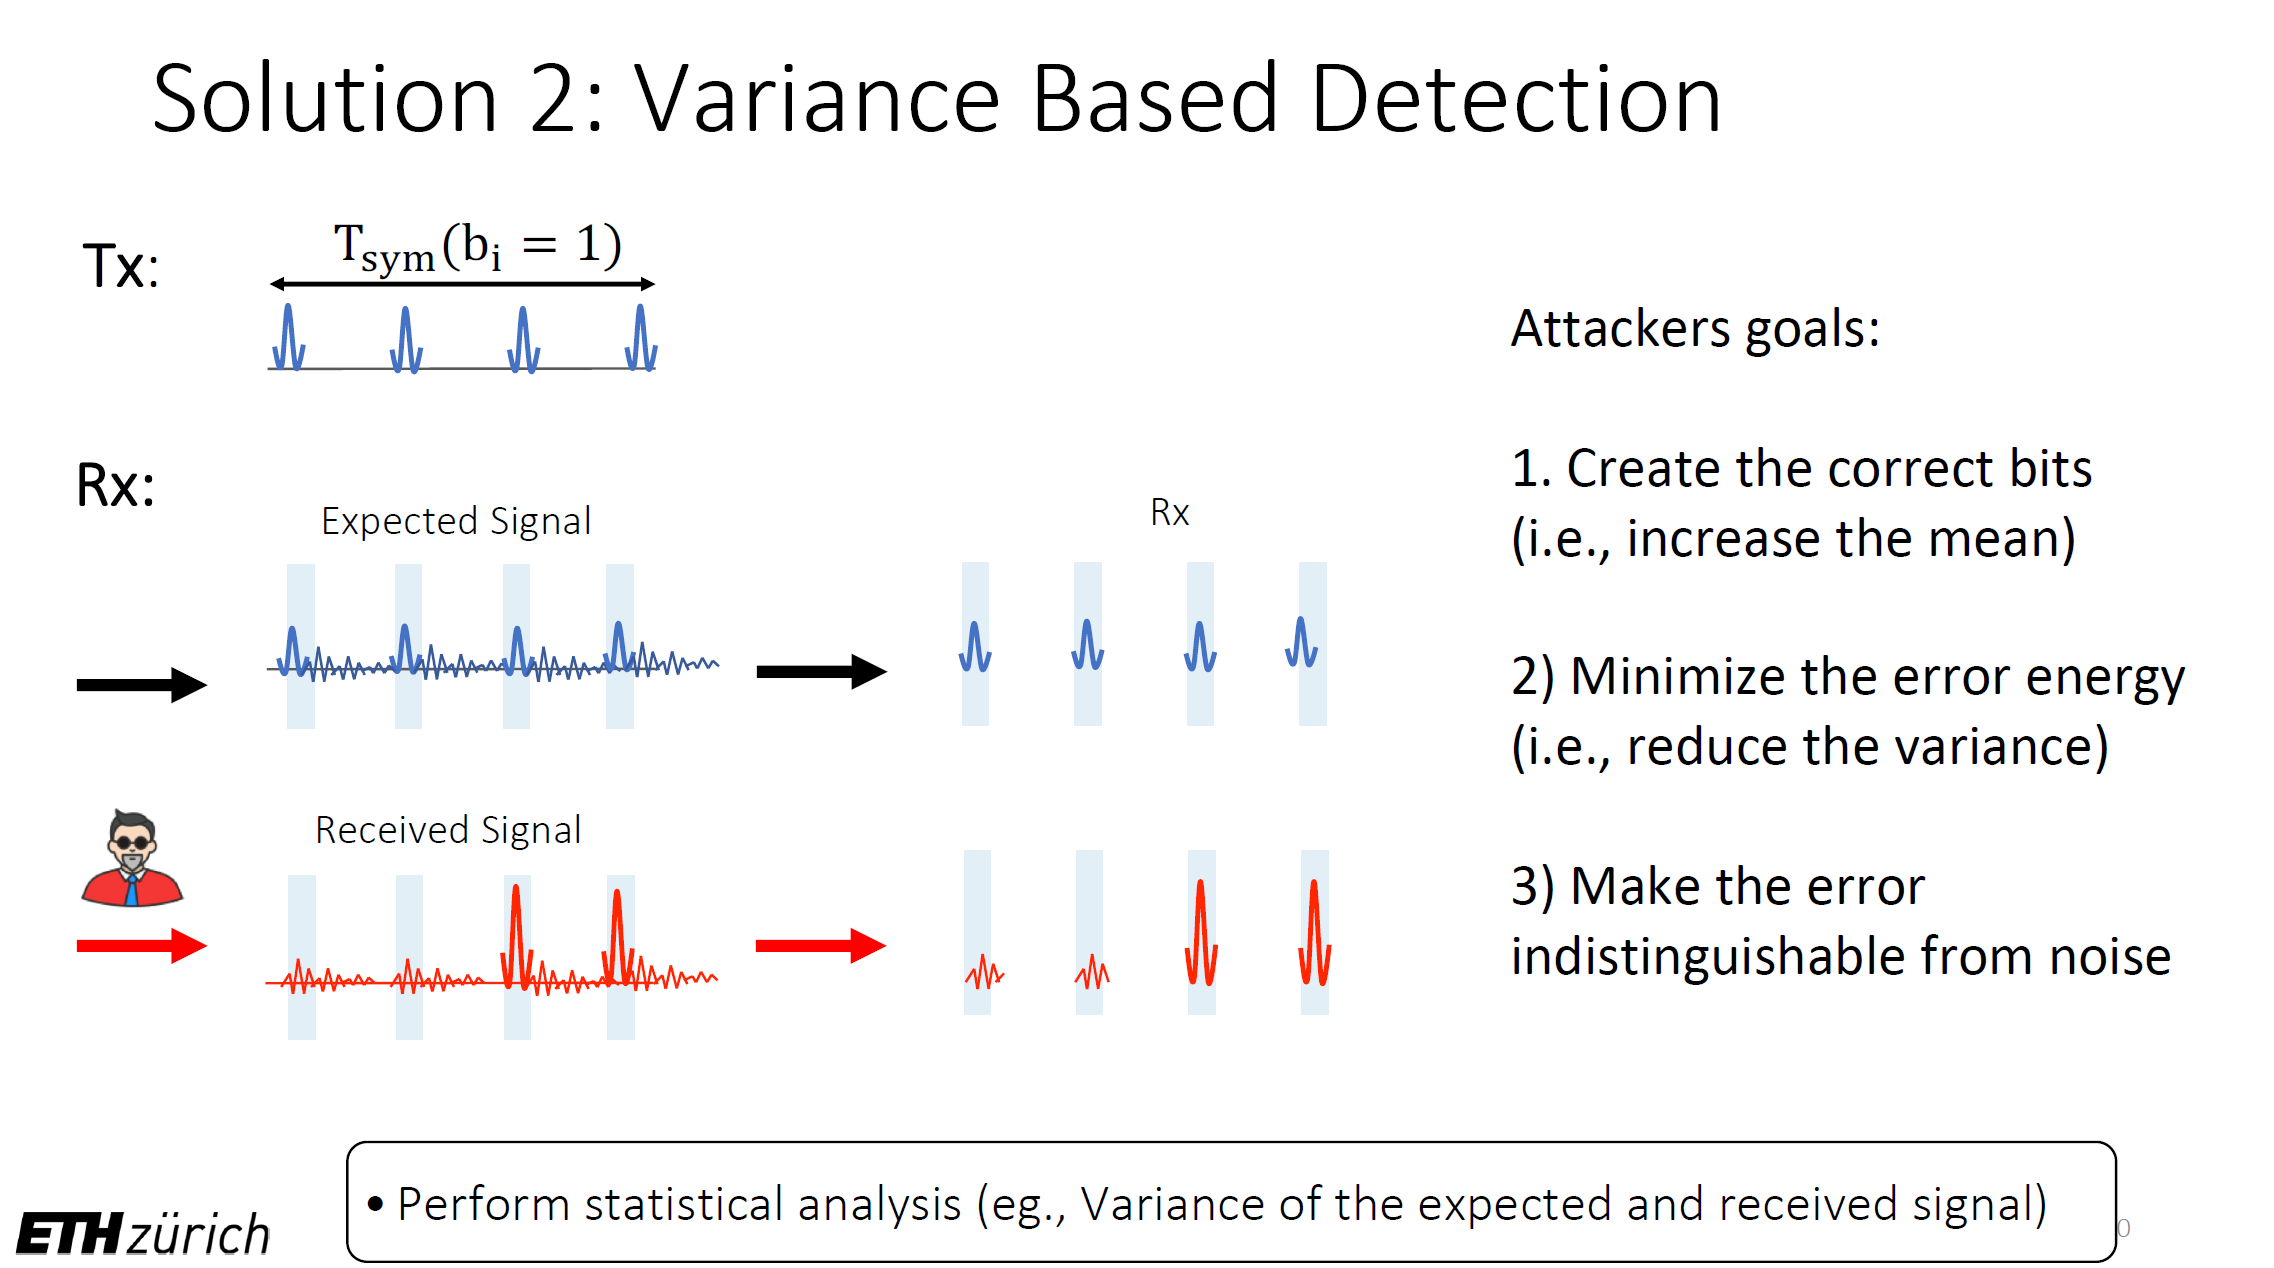 Solution 2: Variance Based Detection
Tx:
T_sym(b_i = 1)
Rx:
Expected Signal
Rx
Received Signal
Attackers goals:
1. Create the correct bits
(i.e., increase the mean)
2) Minimize the error energy
(i.e., reduce the variance)
3) Make the error
indistinguishable from noise
• Perform statistical analysis (eg., Variance of the expected and received signal)
ETH zürich
0